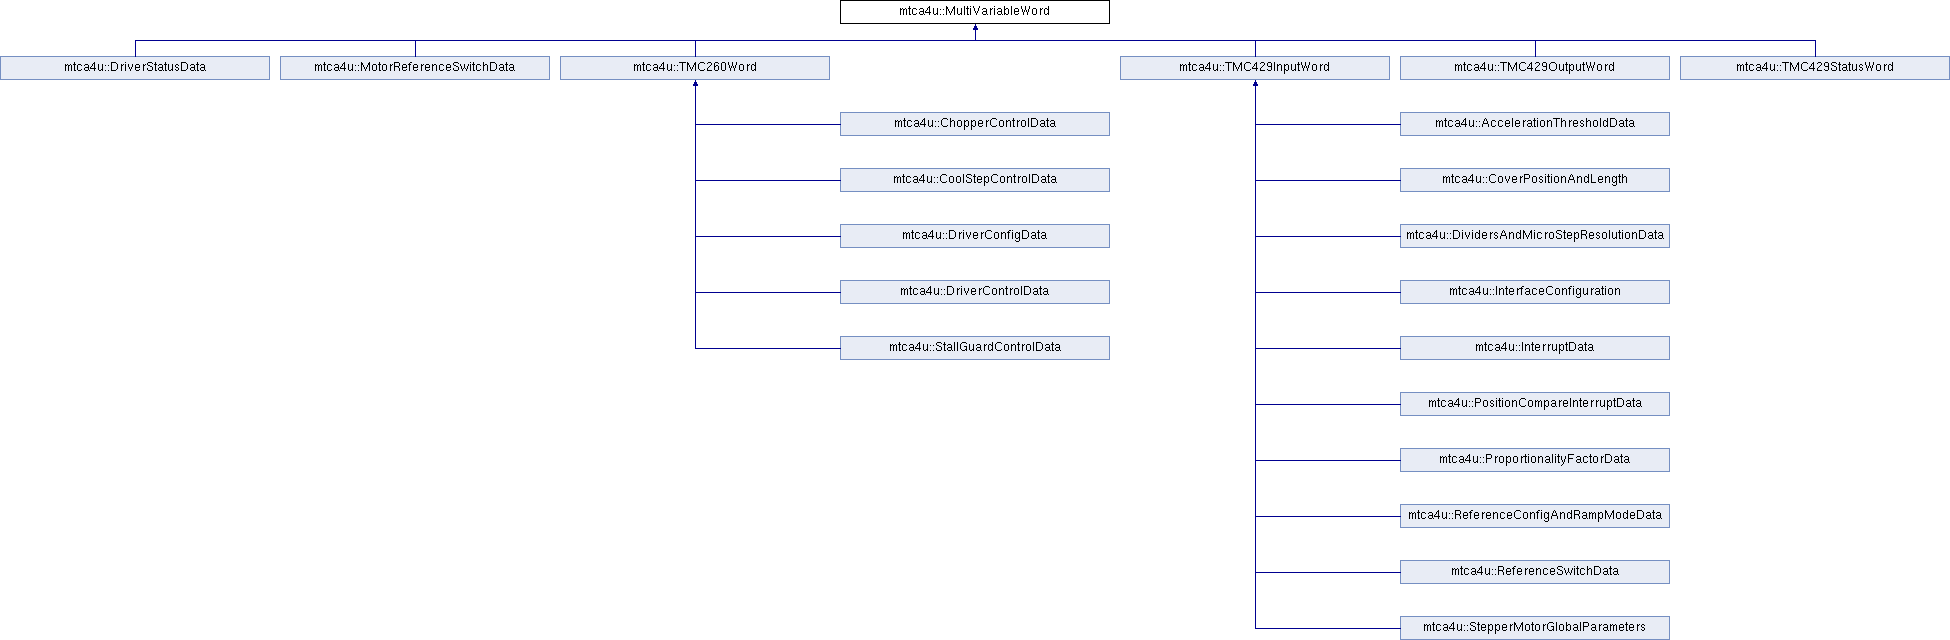 mtca4u::MultiVariableWord
mtca4u::DriverStatusData
mtca4u::MotorReferenceSwitchData
mtca4u::TMC260Word
mtca4u::TMC429InputWord
mtca4u::TMC429OutputWord
mtca4u::TMC429StatusWord
mtca4u::ChopperControlData
mtca4u::AccelerationThresholdData
mtca4u::CoolStepControlData
mtca4u::CoverPositionAndLength
mtca4u::DriverConfigData
mtca4u::DividersAndMicroStepResolutionData
mtca4u::DriverControlData
mtca4u::InterfaceConfiguration
mtca4u::StallGuardControlData
mtca4u::InterruptData
mtca4u::PositionCompareInterruptData
mtca4u::ProportionalityFactorData
mtca4u::ReferenceConfigAndRampModeData
mtca4u::ReferenceSwitchData
mtca4u::StepperMotorGlobalParameters